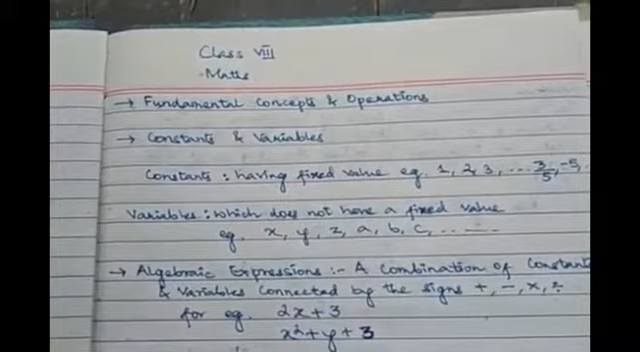 Class VIII
Maths
→ Fundamental Concepts & Operations
→ Constants & Variables
Constants : having fixed value eg. 1, 2, 3, ... 3/5, -5,
Variables : which does not have a fixed value
eg. x, y, z, a, b, c, ......
→ Algebraic Expressions :- A Combination of Constants
& Variables connected by the signs +, -, ×, ÷
for eg. 2x + 3
x² + y + 3